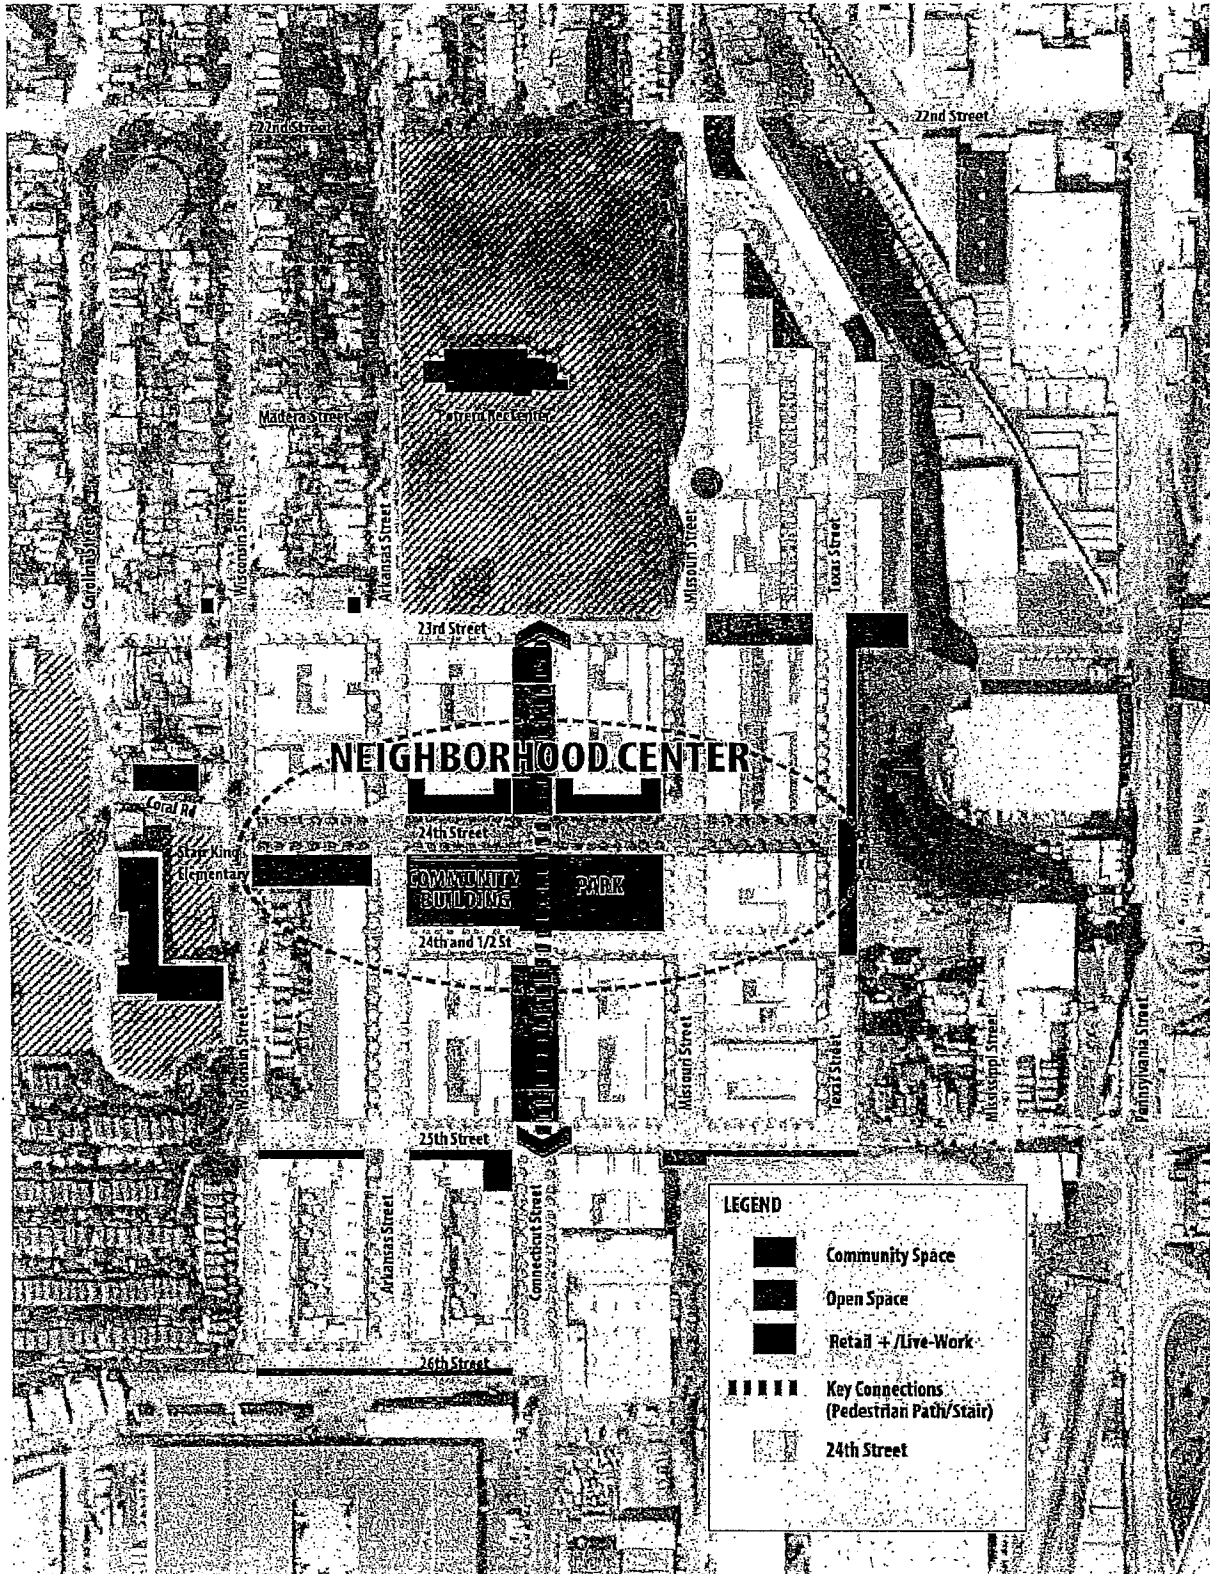 22nd Street
22nd Street
Madera Street
Potrero Rec Center
Carolina Street
Wisconsin Street
Arkansas Street
Missouri Street
Texas Street
23rd Street
NEIGHBORHOOD CENTER
Coral Rd
24th Street
Starr King
Elementary
COMMUNITY
BUILDING
PARK
24th and 1/2 St
Wisconsin Street
Missouri Street
Texas Street
Mississippi Street
Pennsylvania Street
25th Street
Arkansas Street
Connecticut Street
26th Street
LEGEND
Community Space
Open Space
Retail + /Live-Work
Key Connections
(Pedestrian Path/Stair)
24th Street